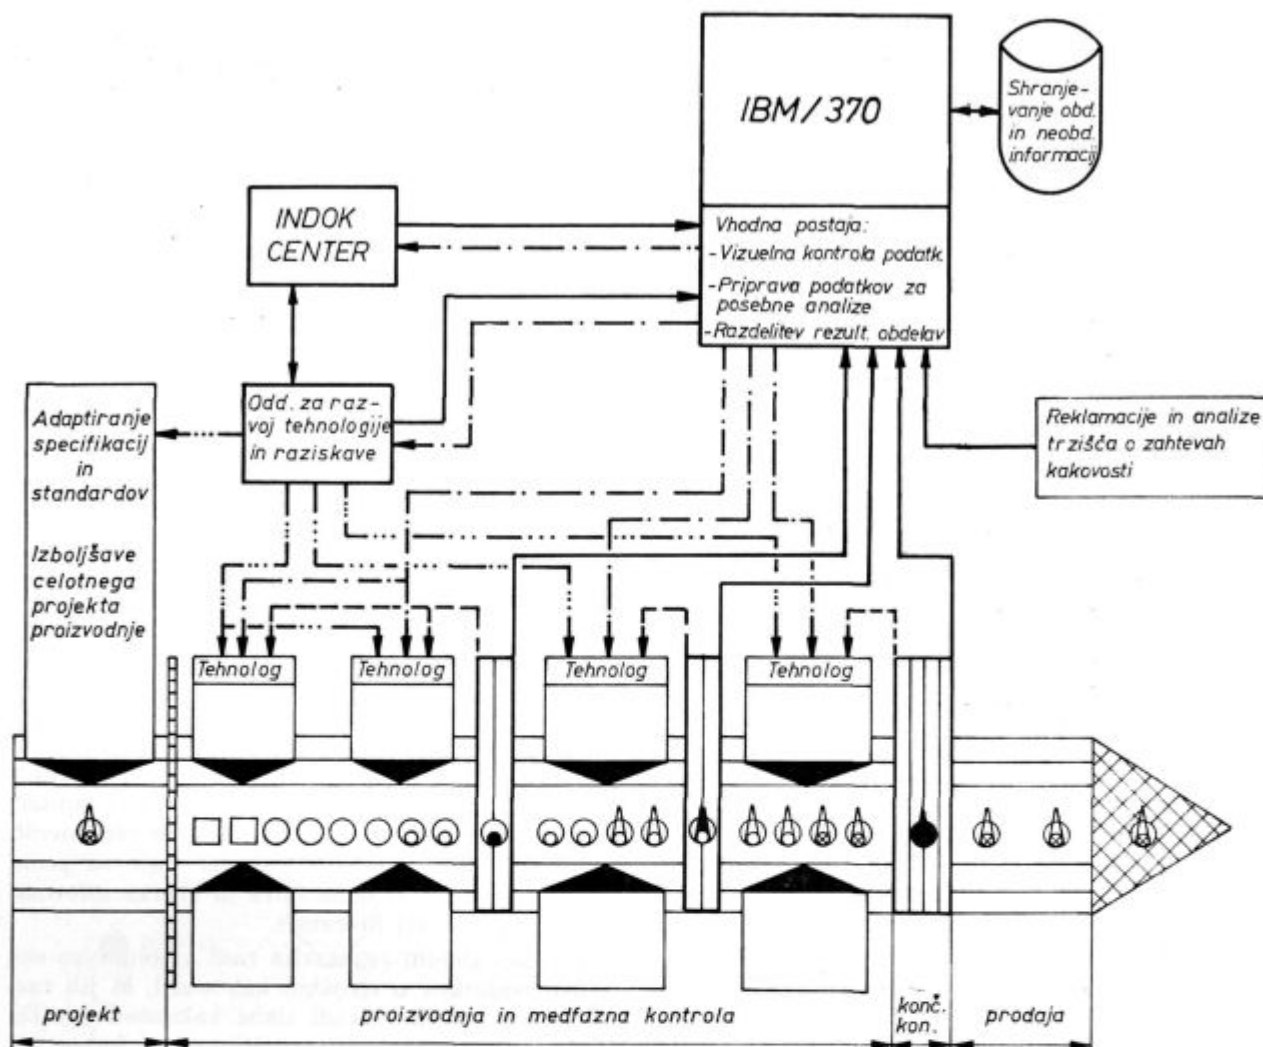 IBM/370
Shranje-
vanje obd.
in neobd.
informacij
INDOK
CENTER
Vhodna postaja:
-Vizuelna kontrola podatk.
-Priprava podatkov za
posebne analize
-Razdelitev rezult. obdelav
Adaptiranje
specifikacij
in
standardov
Izboljšave
celotnega
projekta
proizvodnje
Odd. za raz-
voj tehnologije
in raziskave
Reklamacije in analize
trzišča o zahtevah
kakovosti
Tehnolog
Tehnolog
Tehnolog
Tehnolog
projekt
proizvodnja in medfazna kontrola
konč.
kon.
prodaja